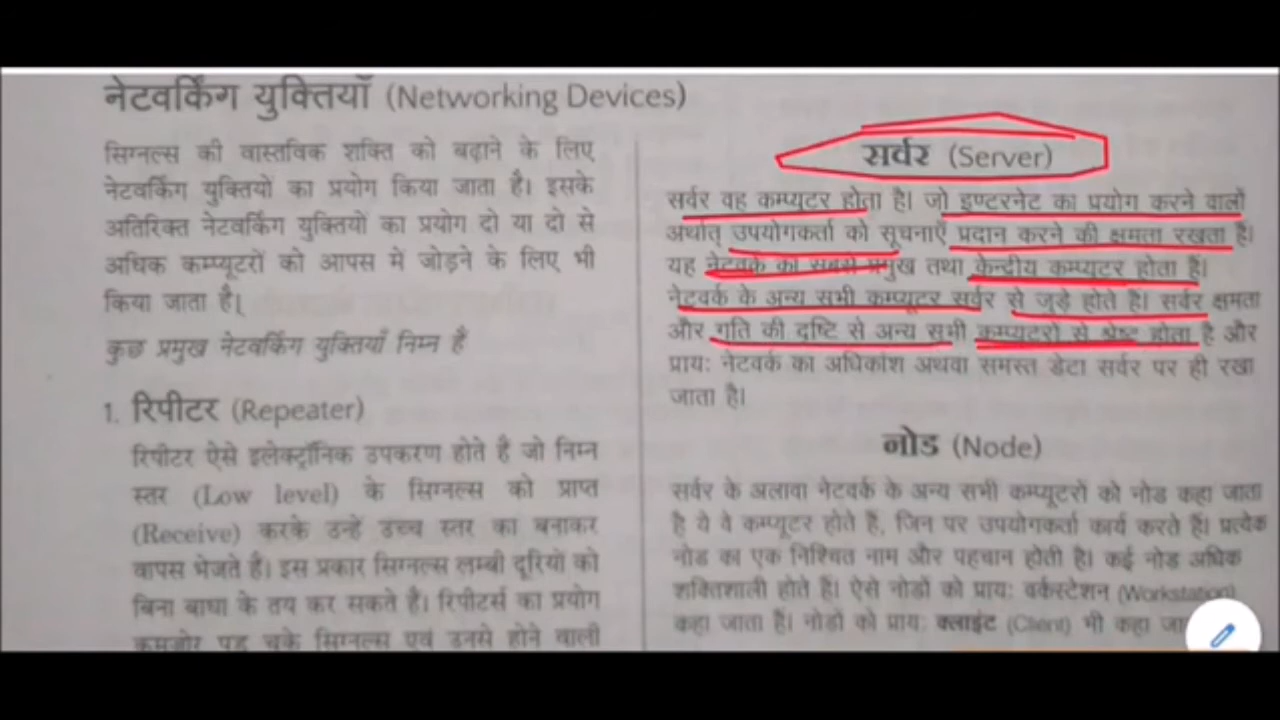 नेटवर्किंग युक्तियाँ (Networking Devices)
सिग्नल्स की वास्तविक शक्ति को बढ़ाने के लिए
नेटवर्किंग युक्तियों का प्रयोग किया जाता है। इसके
अतिरिक्त नेटवर्किंग युक्तियों का प्रयोग दो या दो से
अधिक कम्प्यूटरों को आपस में जोड़ने के लिए भी
किया जाता है।
कुछ प्रमुख नेटवर्किंग युक्तियाँ निम्न हैं
1. रिपीटर (Repeater)
रिपीटर ऐसे इलेक्ट्रॉनिक उपकरण होते हैं जो निम्न
स्तर (Low level) के सिग्नल्स को प्राप्त
(Receive) करके उन्हें उच्च स्तर का बनाकर
वापस भेजते हैं। इस प्रकार सिग्नल्स लम्बी दूरियों को
बिना बाधा के तय कर सकते हैं। रिपीटर्स का प्रयोग
कमजोर पड़ चुके सिग्नल्स एवं उनसे होने वाली
सर्वर (Server)
सर्वर वह कम्प्यूटर होता है। जो इण्टरनेट का प्रयोग करने वालों
अर्थात् उपयोगकर्ता को सूचनाएँ प्रदान करने की क्षमता रखता है।
यह नेटवर्क का सबसे प्रमुख तथा केन्द्रीय कम्प्यूटर होता है।
नेटवर्क के अन्य सभी कम्प्यूटर सर्वर से जुड़े होते हैं। सर्वर क्षमता
और गति की दृष्टि से अन्य सभी कम्प्यूटरों से श्रेष्ट होता है और
प्राय: नेटवर्क का अधिकांश अथवा समस्त डेटा सर्वर पर ही रखा
जाता है।
नोड (Node)
सर्वर के अलावा नेटवर्क के अन्य सभी कम्प्यूटरों को नोड कहा जाता
है ये वे कम्प्यूटर होते हैं, जिन पर उपयोगकर्ता कार्य करते हैं। प्रत्येक
नोड का एक निश्चित नाम और पहचान होती है। कई नोड अधिक
शक्तिशाली होते हैं। ऐसे नोडों को प्राय: वर्कस्टेशन (Workstation)
कहा जाता है। नोडों को प्राय: क्लाइंट (Client) भी कहा